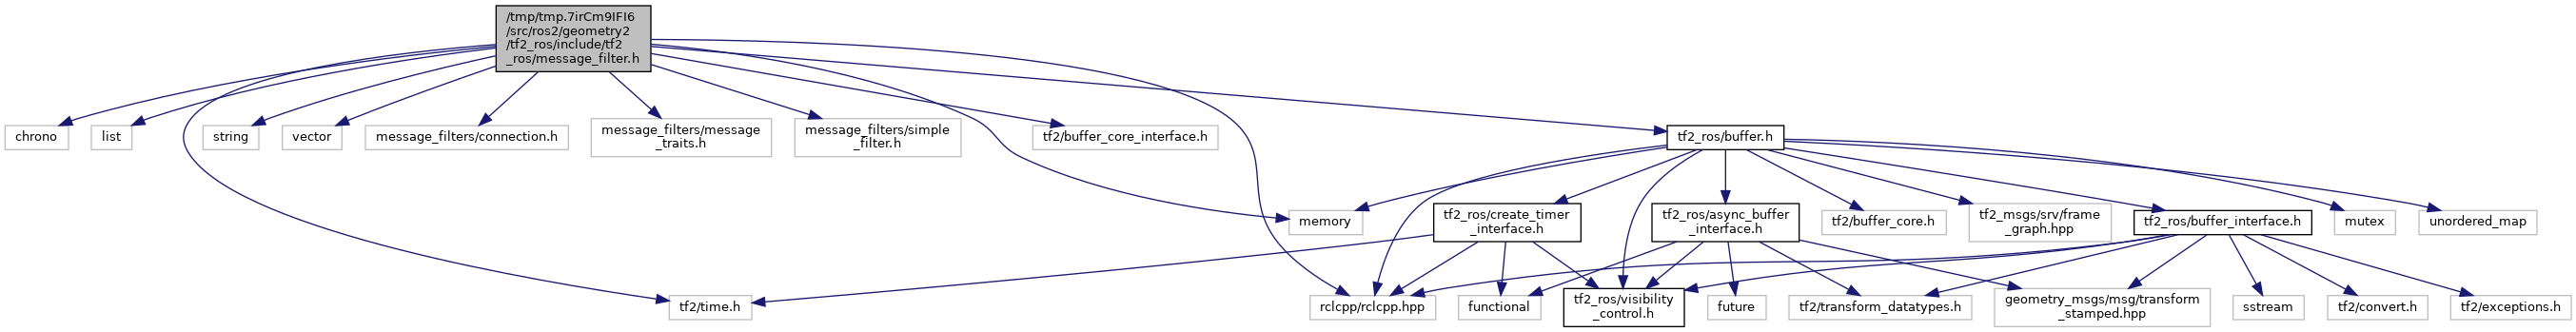 /tmp/tmp.7irCm9IFI6
/src/ros2/geometry2
/tf2_ros/include/tf2
_ros/message_filter.h
chrono
list
string
vector
message_filters/connection.h
message_filters/message
_traits.h
message_filters/simple
_filter.h
tf2/buffer_core_interface.h
tf2_ros/buffer.h
memory
tf2_ros/create_timer
_interface.h
tf2_ros/async_buffer
_interface.h
tf2/buffer_core.h
tf2_msgs/srv/frame
_graph.hpp
tf2_ros/buffer_interface.h
mutex
unordered_map
tf2/time.h
rclcpp/rclcpp.hpp
functional
tf2_ros/visibility
_control.h
future
tf2/transform_datatypes.h
geometry_msgs/msg/transform
_stamped.hpp
sstream
tf2/convert.h
tf2/exceptions.h